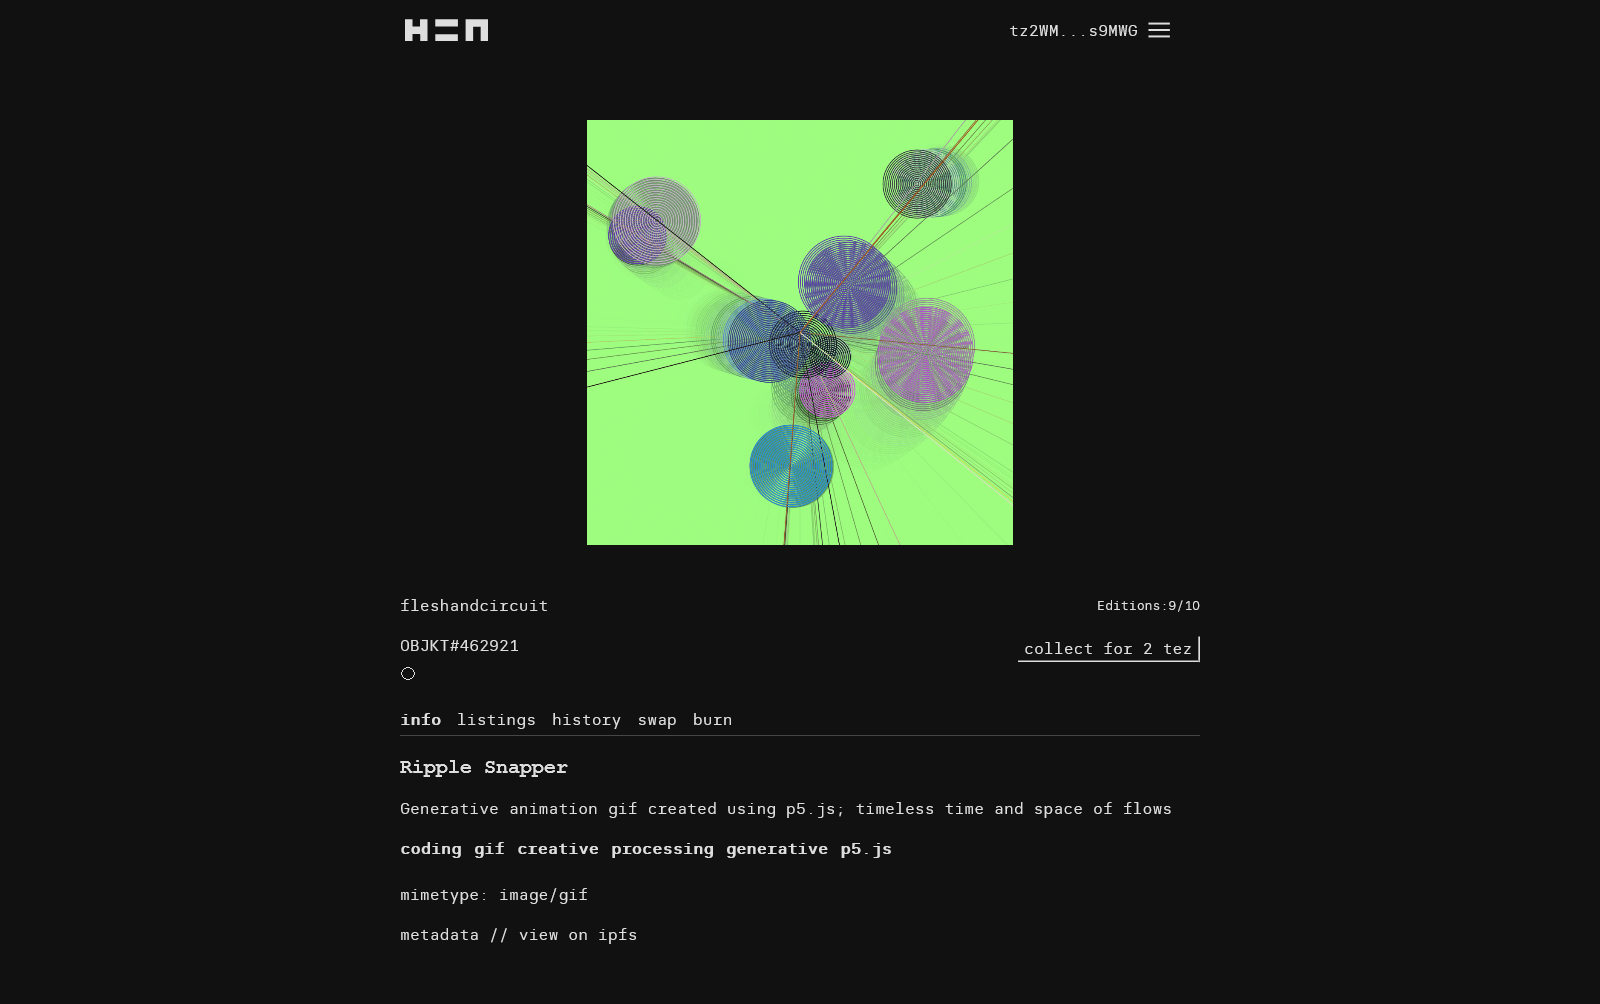 H=N
tz2WM...s9MWG
fleshandcircuit
Editions:9/10
OBJKT#462921
collect for 2 tez
info listings history swap burn
Ripple Snapper
Generative animation gif created using p5.js; timeless time and space of flows
coding gif creative processing generative p5.js
mimetype: image/gif
metadata // view on ipfs